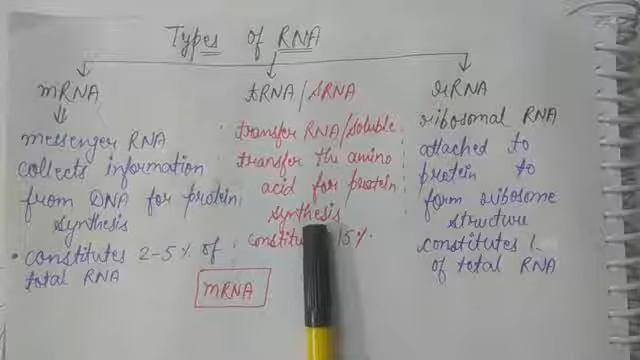 Types of RNA
mRNA
messenger RNA
collects information
from DNA for protein
synthesis
• constitutes 2-5% of
total RNA
tRNA/sRNA
transfer RNA/soluble
transfer the amino
acid for protein
synthesis
15%
mRNA
rRNA
ribosomal RNA
attached to
protein to
form ribosome
structure
constitutes
of total RNA